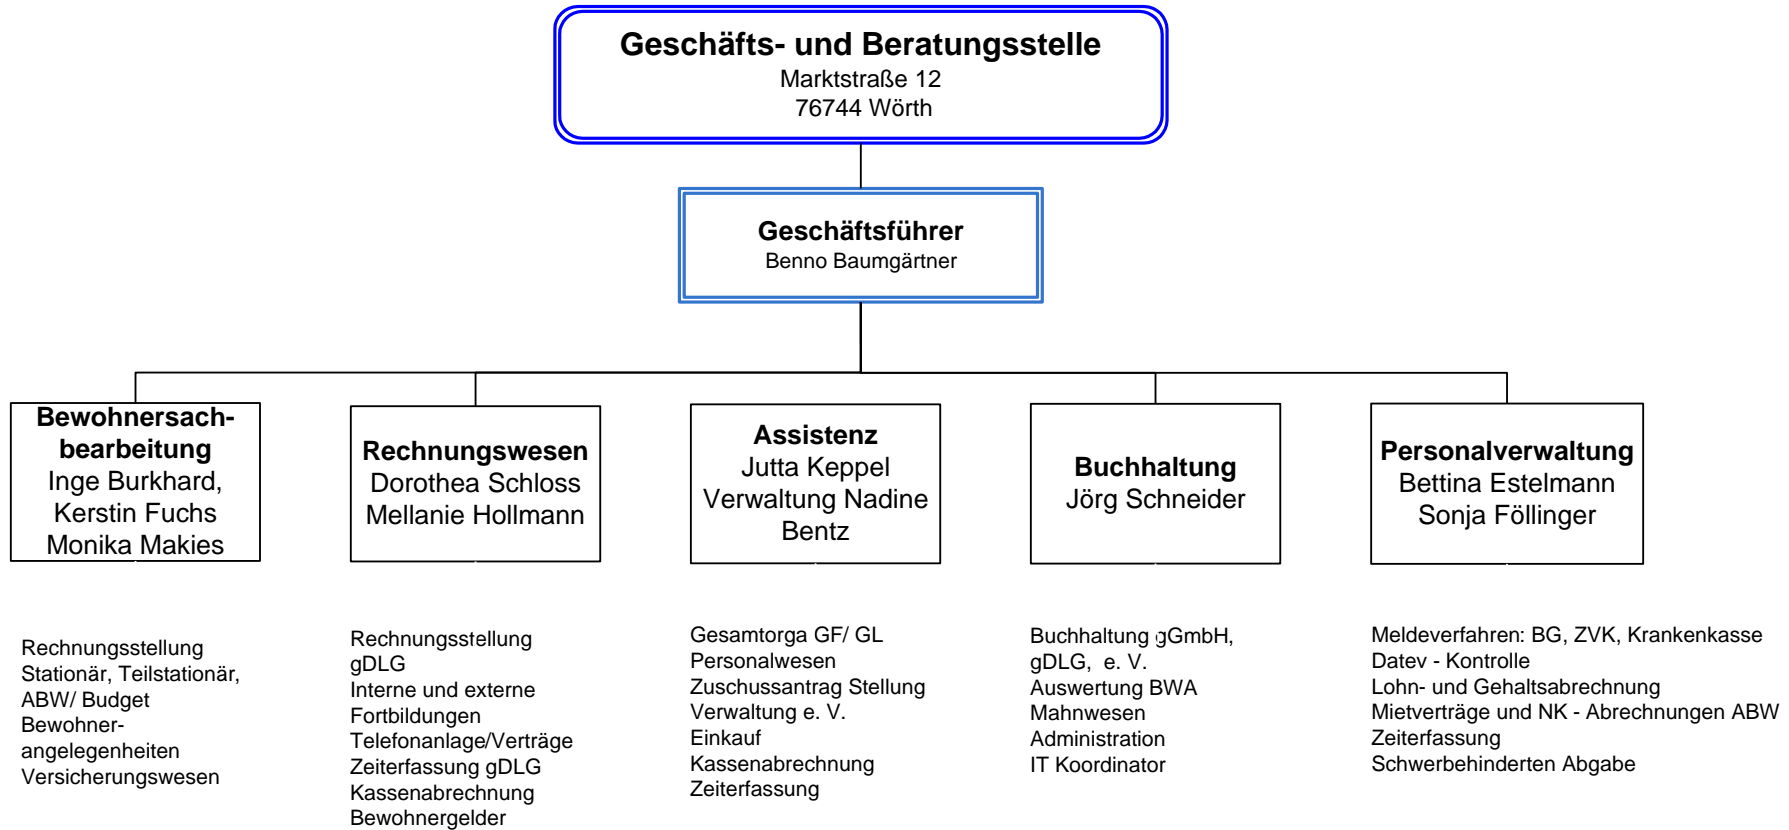 Geschäfts- und Beratungsstelle
Marktstraße 12
76744 Wörth
Geschäftsführer
Benno Baumgärtner
Bewohnersach-
bearbeitung
Inge Burkhard,
Kerstin Fuchs
Monika Makies
Rechnungswesen
Dorothea Schloss
Mellanie Hollmann
Assistenz
Jutta Keppel
Verwaltung Nadine
Bentz
Buchhaltung
Jörg Schneider
Personalverwaltung
Bettina Estelmann
Sonja Föllinger
Rechnungsstellung
Stationär, Teilstationär,
ABW/ Budget
Bewohner-
angelegenheiten
Versicherungswesen
Rechnungsstellung
gDLG
Interne und externe
Fortbildungen
Telefonanlage/Verträge
Zeiterfassung gDLG
Kassenabrechnung
Bewohnergelder
Gesamtorga GF/ GL
Personalwesen
Zuschussantrag Stellung
Verwaltung e. V.
Einkauf
Kassenabrechnung
Zeiterfassung
Buchhaltung gGmbH,
gDLG, e. V.
Auswertung BWA
Mahnwesen
Administration
IT Koordinator
Meldeverfahren: BG, ZVK, Krankenkasse
Datev - Kontrolle
Lohn- und Gehaltsabrechnung
Mietverträge und NK - Abrechnungen ABW
Zeiterfassung
Schwerbehinderten Abgabe